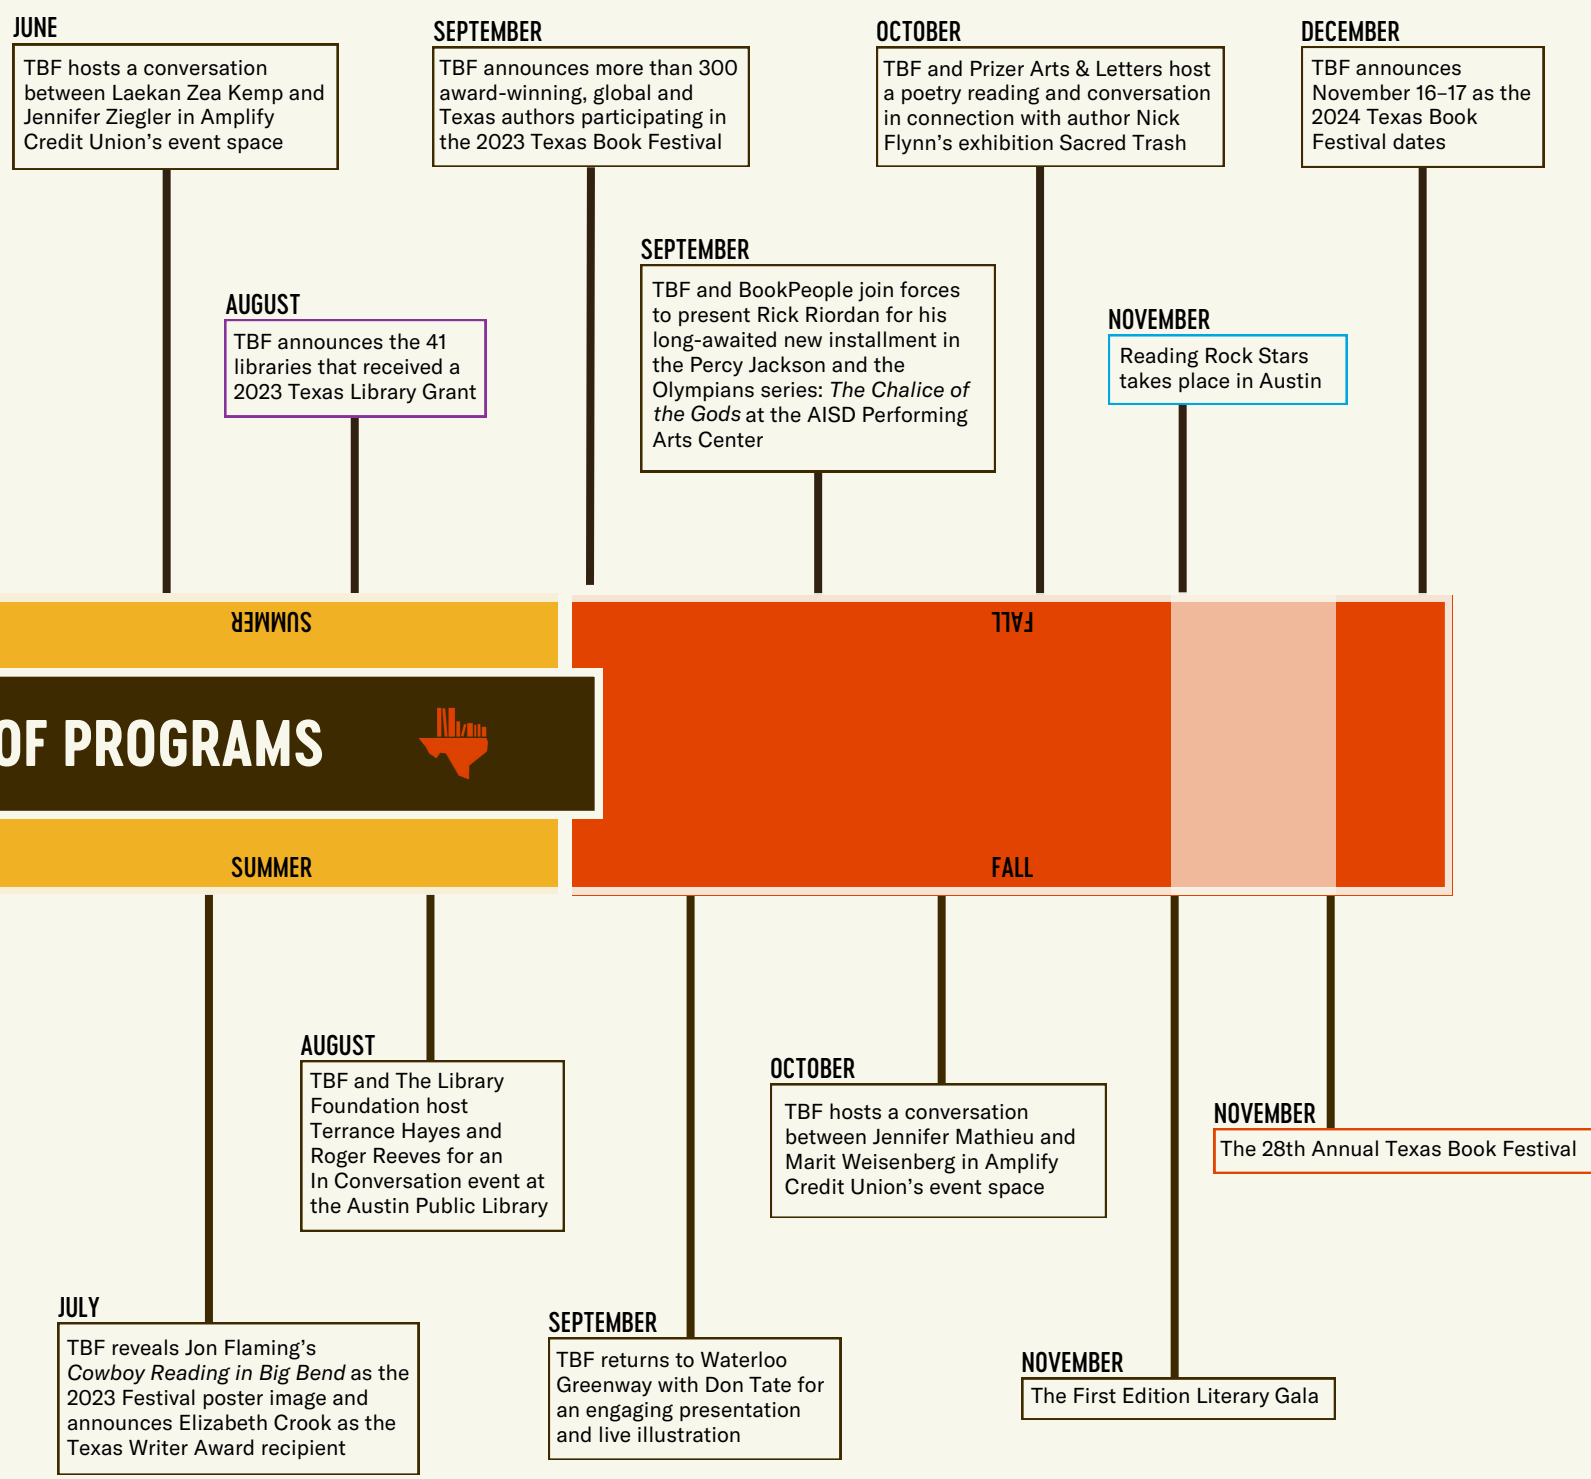 JUNE
TBF hosts a conversation
between Laekan Zea Kemp and
Jennifer Ziegler in Amplify
Credit Union’s event space
SEPTEMBER
TBF announces more than 300
award-winning, global and
Texas authors participating in
the 2023 Texas Book Festival
OCTOBER
TBF and Prizer Arts & Letters host
a poetry reading and conversation
in connection with author Nick
Flynn’s exhibition Sacred Trash
DECEMBER
TBF announces
November 16–17 as the
2024 Texas Book
Festival dates
AUGUST
TBF announces the 41
libraries that received a
2023 Texas Library Grant
SEPTEMBER
TBF and BookPeople join forces
to present Rick Riordan for his
long-awaited new installment in
the Percy Jackson and the
Olympians series: The Chalice of
the Gods at the AISD Performing
Arts Center
NOVEMBER
Reading Rock Stars
takes place in Austin
SUMMER
FALL
OF PROGRAMS
SUMMER
FALL
AUGUST
TBF and The Library
Foundation host
Terrance Hayes and
Roger Reeves for an
In Conversation event at
the Austin Public Library
OCTOBER
TBF hosts a conversation
between Jennifer Mathieu and
Marit Weisenberg in Amplify
Credit Union’s event space
NOVEMBER
The 28th Annual Texas Book Festival
JULY
TBF reveals Jon Flaming’s
Cowboy Reading in Big Bend as the
2023 Festival poster image and
announces Elizabeth Crook as the
Texas Writer Award recipient
SEPTEMBER
TBF returns to Waterloo
Greenway with Don Tate for
an engaging presentation
and live illustration
NOVEMBER
The First Edition Literary Gala